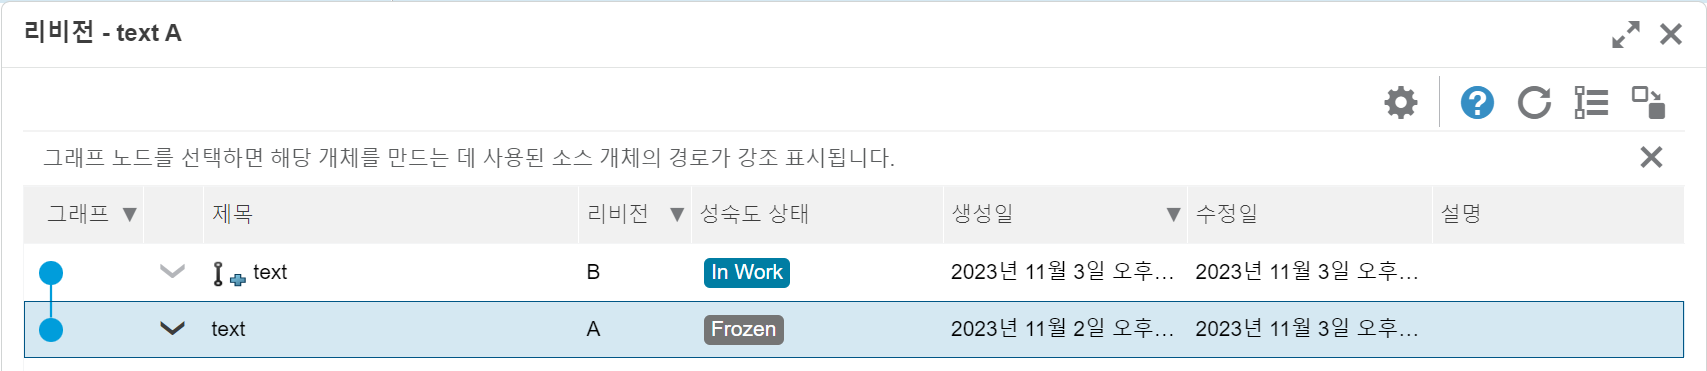 리비전 - text A
?
그래프 노드를 선택하면 해당 개체를 만드는 데 사용된 소스 개체의 경로가 강조 표시됩니다.
그래프 제목 리비전 성숙도 상태 생성일 수정일 설명
text B In Work 2023년 11월 3일 오후... 2023년 11월 3일 오후...
text A Frozen 2023년 11월 2일 오후... 2023년 11월 3일 오후...